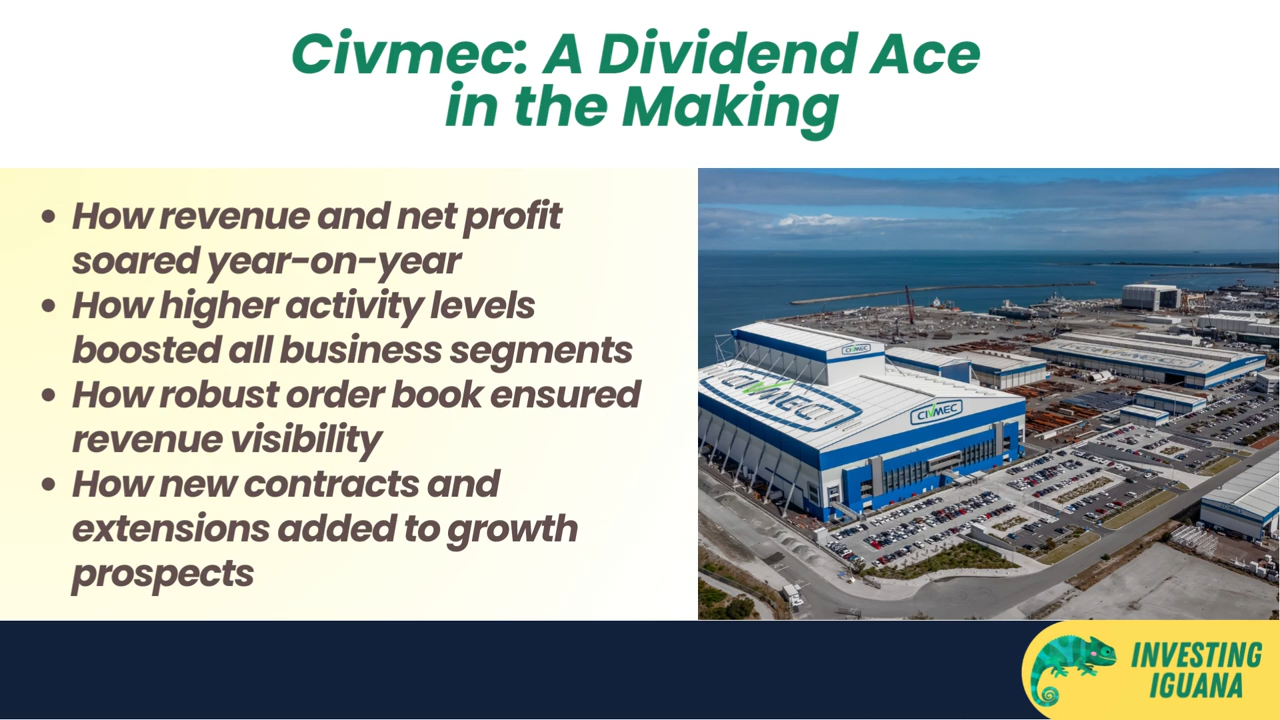 Civmec: A Dividend Ace
in the Making
• How revenue and net profit
soared year-on-year
• How higher activity levels
boosted all business segments
• How robust order book ensured
revenue visibility
• How new contracts and
extensions added to growth
prospects
CIVMEC
CIVMEC
CIVMEC
CIVMEC
INVESTING
IGUANA